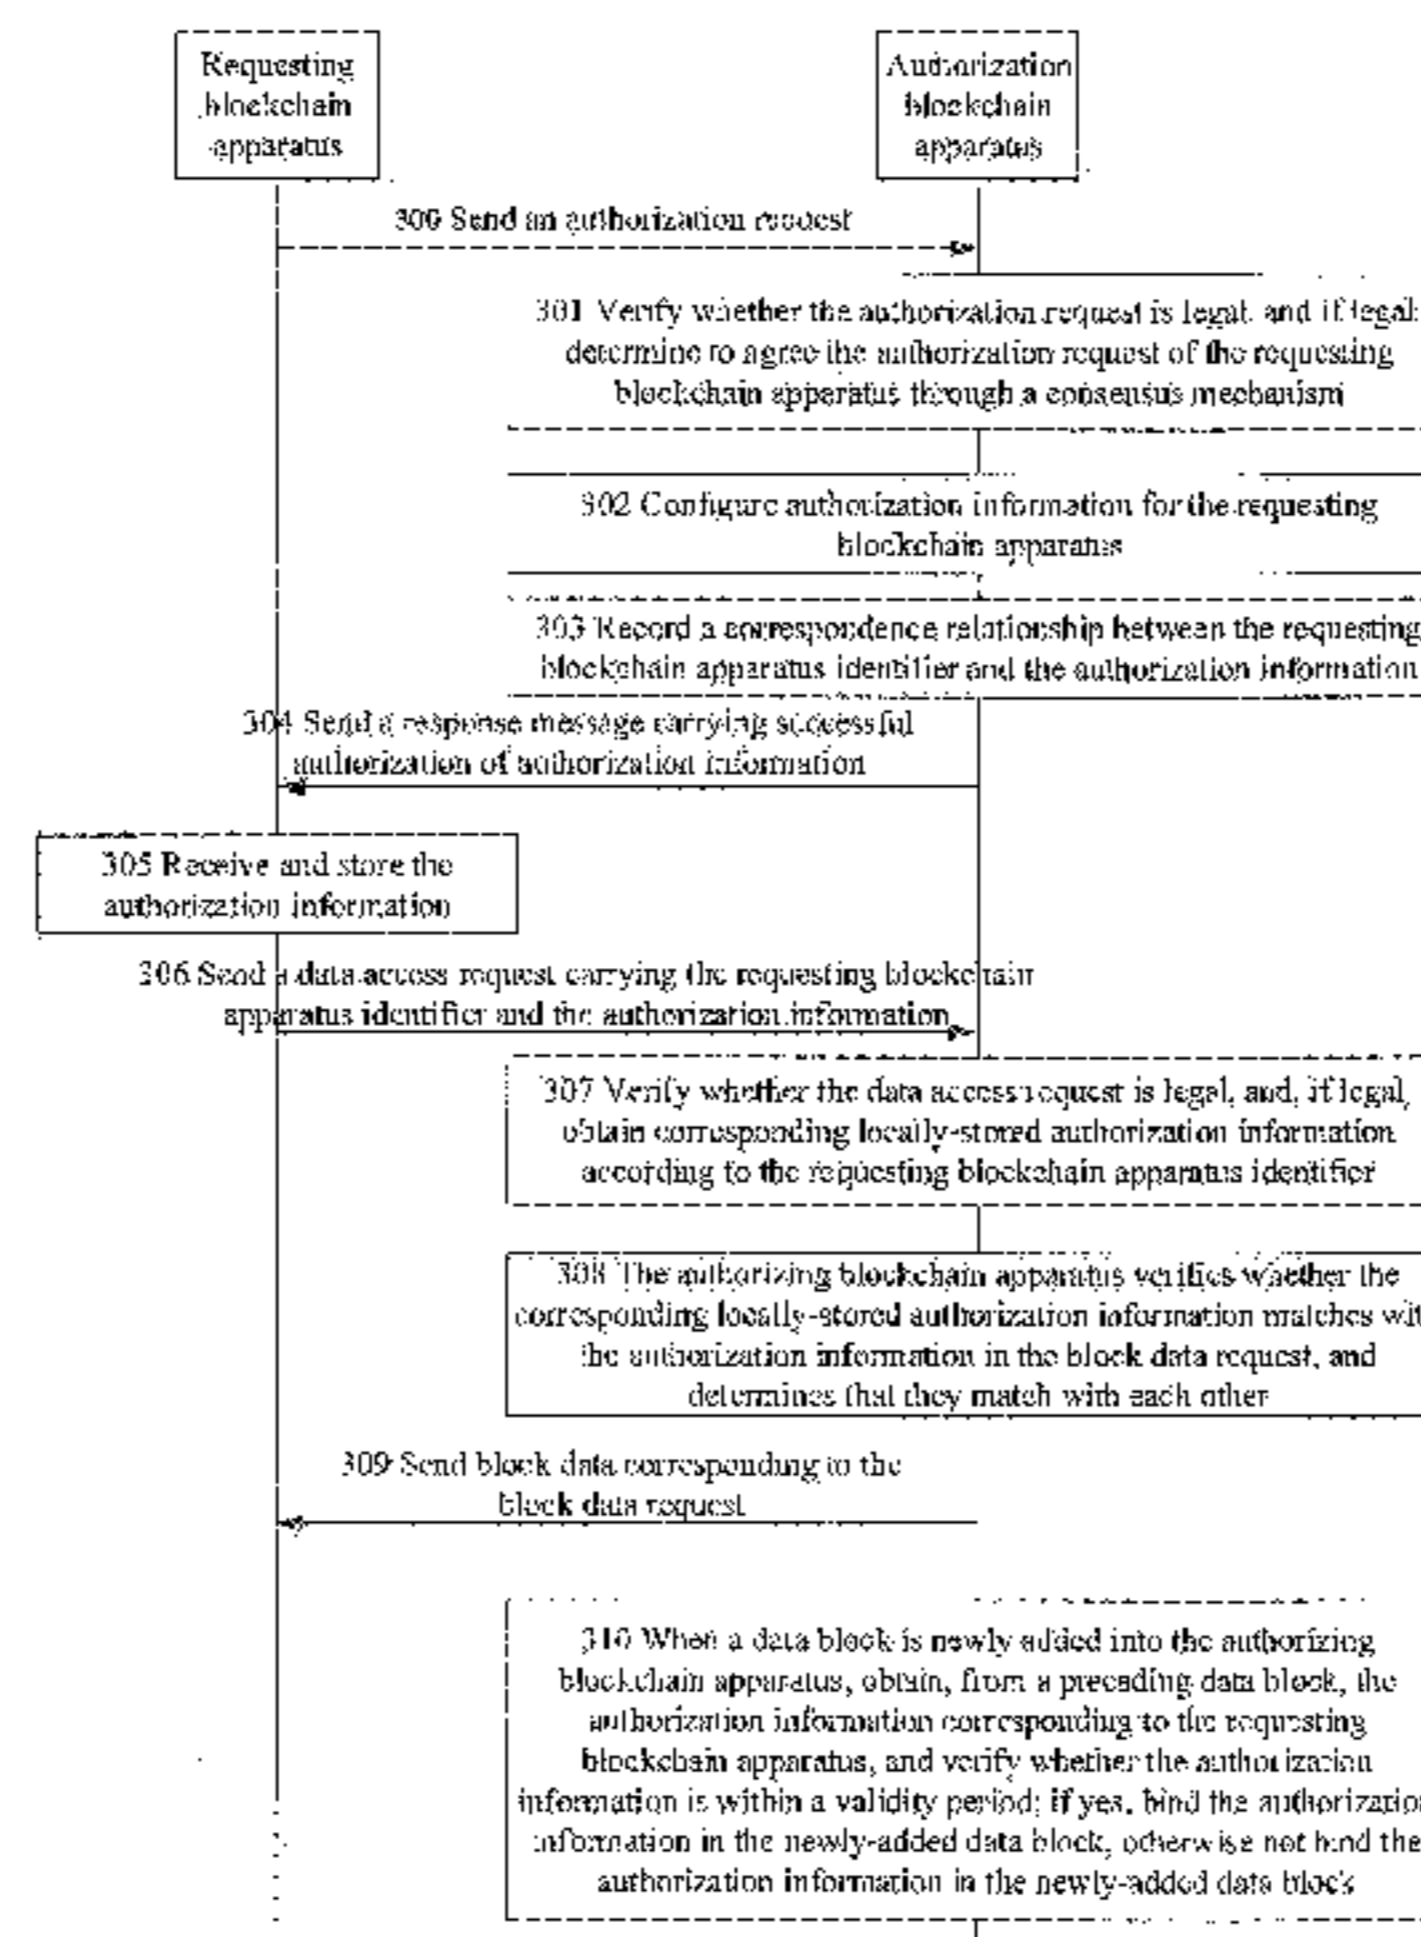 Requesting
blockchain
apparatus
Authorization
blockchain
apparatus
300 Send an authorization request
301 Verify whether the authorization request is legal, and if legal,
determine to agree the authorization request of the requesting
blockchain apparatus through a consensus mechanism
302 Configure authorization information for the requesting
blockchain apparatus
303 Record a correspondence relationship between the requesting
blockchain apparatus identifier and the authorization information
304 Send a response message carrying successful
authorization of authorization information
305 Receive and store the
authorization information
306 Send a data access request carrying the requesting blockchain
apparatus identifier and the authorization information
307 Verify whether the data access request is legal, and, if legal,
obtain corresponding locally-stored authorization information
according to the requesting blockchain apparatus identifier
308 The authorizing blockchain apparatus verifies whether the
corresponding locally-stored authorization information matches wit
the authorization information in the block data request, and
determines that they match with each other
309 Send block data corresponding to the
block data request
310 When a data block is newly added into the authorizing
blockchain apparatus, obtain, from a preceding data block, the
authorization information corresponding to the requesting
blockchain apparatus, and verify whether the authorization
information is within a validity period; if yes, bind the authorizatio
information in the newly-added data block, otherwise not bind the
authorization information in the newly-added data block